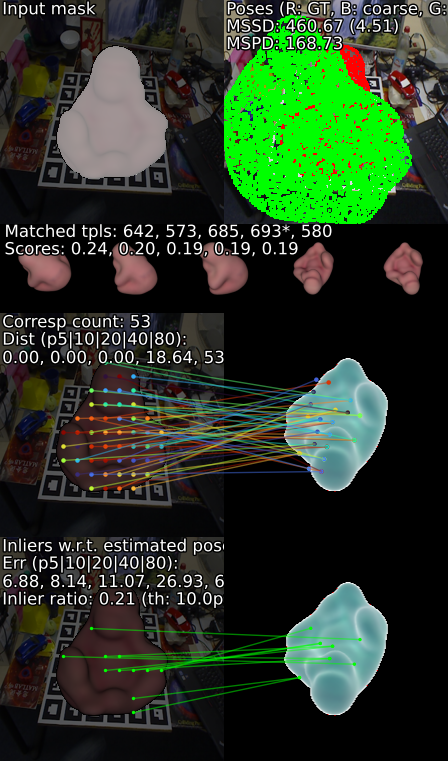 Input mask
Poses (R: GT, B: coarse, G:
MSSD: 460.67 (4.51)
MSPD: 168.73
Matched tpls: 642, 573, 685, 693*, 580
Scores: 0.24, 0.20, 0.19, 0.19, 0.19
Corresp count: 53
Dist (p5|10|20|40|80):
0.00, 0.00, 0.00, 18.64, 53
Inliers w.r.t. estimated pos
Err (p5|10|20|40|80):
6.88, 8.14, 11.07, 26.93, 6
Inlier ratio: 0.21 (th: 10.0p